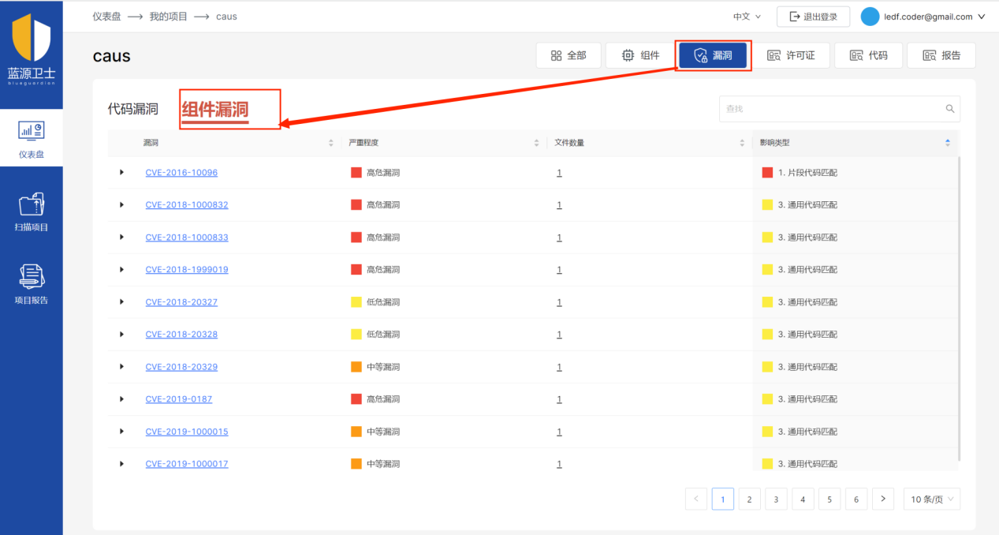 仪表盘 → 我的项目 → caus
中文
退出登录
ledf.coder@gmail.com
蓝源卫士
blueguardian
仪表盘
扫描项目
项目报告
caus
全部 组件 漏洞 许可证 代码 报告
代码漏洞 组件漏洞
查找
漏洞 严重程度 文件数量 影响类型
CVE-2016-10096 高危漏洞 1 1. 片段代码匹配
CVE-2018-1000832 高危漏洞 1 3. 通用代码匹配
CVE-2018-1000833 高危漏洞 1 3. 通用代码匹配
CVE-2018-1999019 高危漏洞 1 3. 通用代码匹配
CVE-2018-20327 低危漏洞 1 3. 通用代码匹配
CVE-2018-20328 低危漏洞 1 3. 通用代码匹配
CVE-2018-20329 中等漏洞 1 3. 通用代码匹配
CVE-2019-0187 高危漏洞 1 3. 通用代码匹配
CVE-2019-1000015 中等漏洞 1 3. 通用代码匹配
CVE-2019-1000017 中等漏洞 1 3. 通用代码匹配
< 1 2 3 4 5 6 > 10 条/页